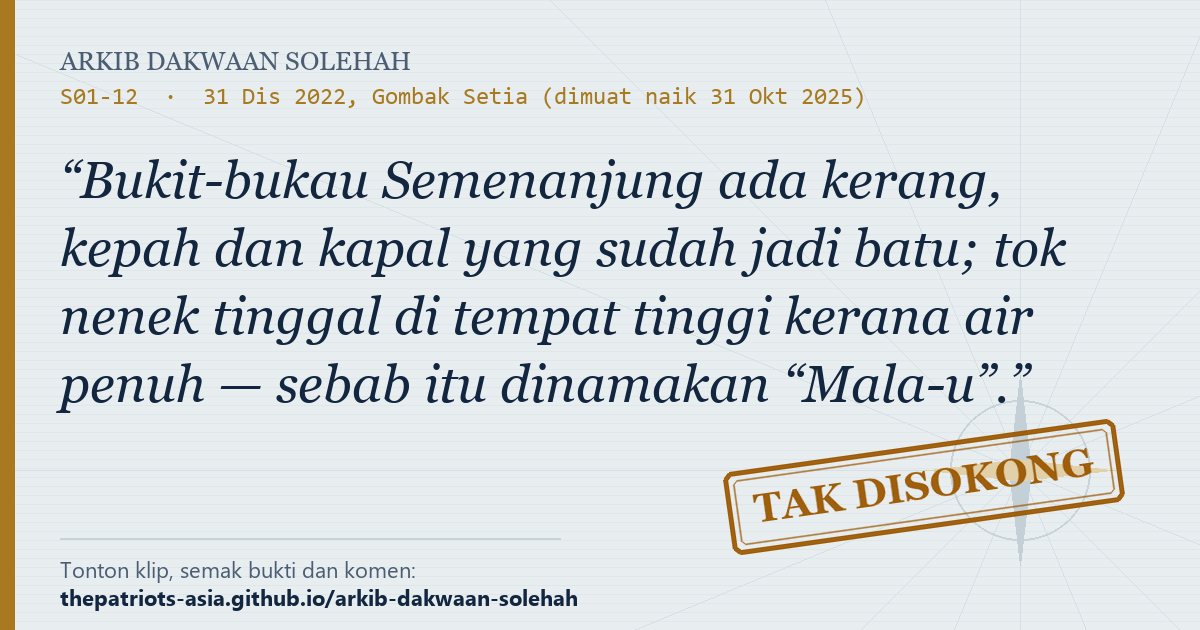 ARKIB DAKWAAN SOLEHAH
S01-12 · 31 Dis 2022, Gombak Setia (dimuat naik 31 Okt 2025)
“Bukit-bukau Semenanjung ada kerang,
kepah dan kapal yang sudah jadi batu; tok
nenek tinggal di tempat tinggi kerana air
penuh — sebab itu dinamakan “Mala-u”.”
TAK DISOKONG
Tonton klip, semak bukti dan komen:
thepatriots-asia.github.io/arkib-dakwaan-solehah